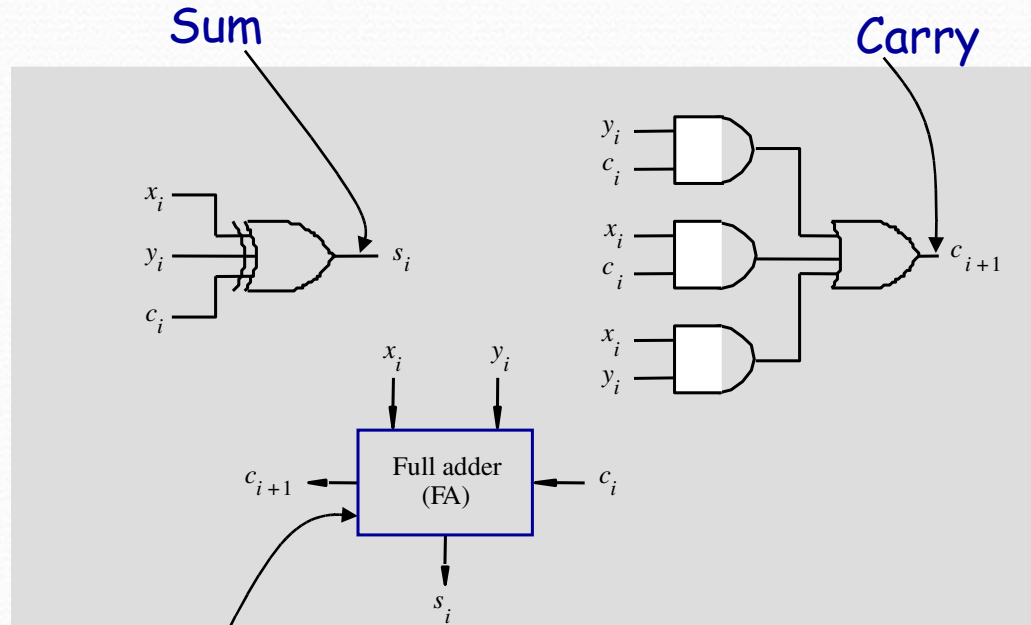 Sum
Carry
x_i
y_i
c_i
s_i
y_i
c_i
x_i
c_i
x_i
y_i
c_{i+1}
x_i
y_i
Full adder
(FA)
c_{i+1}
c_i
s_i